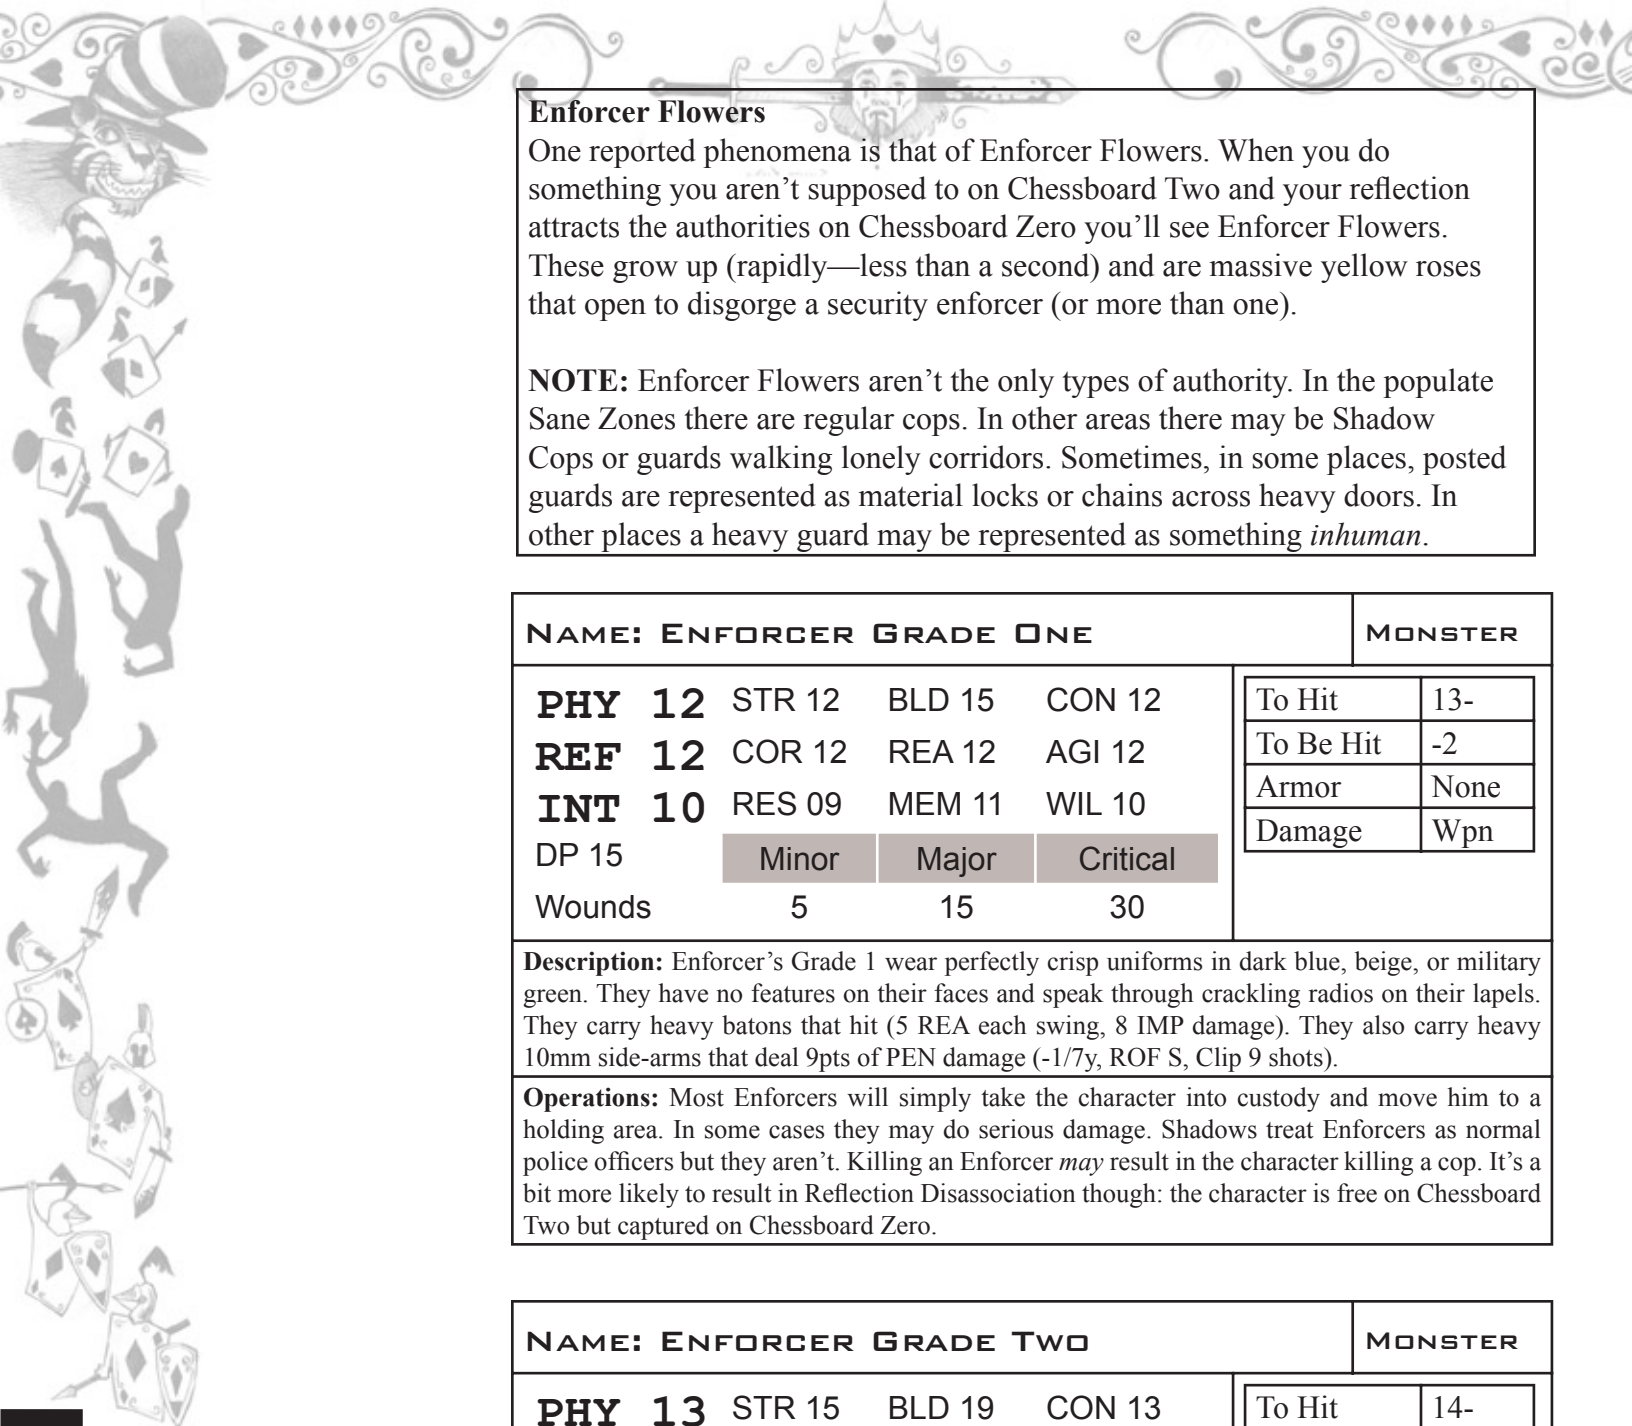 Enforcer Flowers
One reported phenomena is that of Enforcer Flowers. When you do
something you aren’t supposed to on Chessboard Two and your reflection
attracts the authorities on Chessboard Zero you’ll see Enforcer Flowers.
These grow up (rapidly—less than a second) and are massive yellow roses
that open to disgorge a security enforcer (or more than one).
NOTE: Enforcer Flowers aren’t the only types of authority. In the populate
Sane Zones there are regular cops. In other areas there may be Shadow
Cops or guards walking lonely corridors. Sometimes, in some places, posted
guards are represented as material locks or chains across heavy doors. In
other places a heavy guard may be represented as something inhuman.
Name: Enforcer Grade One Monster
PHY 12 STR 12 BLD 15 CON 12 To Hit 13-
REF 12 COR 12 REA 12 AGI 12 To Be Hit -2
INT 10 RES 09 MEM 11 WIL 10 Armor None
DP 15 Minor Major Critical Damage Wpn
Wounds 5 15 30
Description: Enforcer’s Grade 1 wear perfectly crisp uniforms in dark blue, beige, or military
green. They have no features on their faces and speak through crackling radios on their lapels.
They carry heavy batons that hit (5 REA each swing, 8 IMP damage). They also carry heavy
10mm side-arms that deal 9pts of PEN damage (-1/7y, ROF S, Clip 9 shots).
Operations: Most Enforcers will simply take the character into custody and move him to a
holding area. In some cases they may do serious damage. Shadows treat Enforcers as normal
police officers but they aren’t. Killing an Enforcer may result in the character killing a cop. It’s a
bit more likely to result in Reflection Disassociation though: the character is free on Chessboard
Two but captured on Chessboard Zero.
Name: Enforcer Grade Two Monster
PHY 13 STR 15 BLD 19 CON 13 To Hit 14-